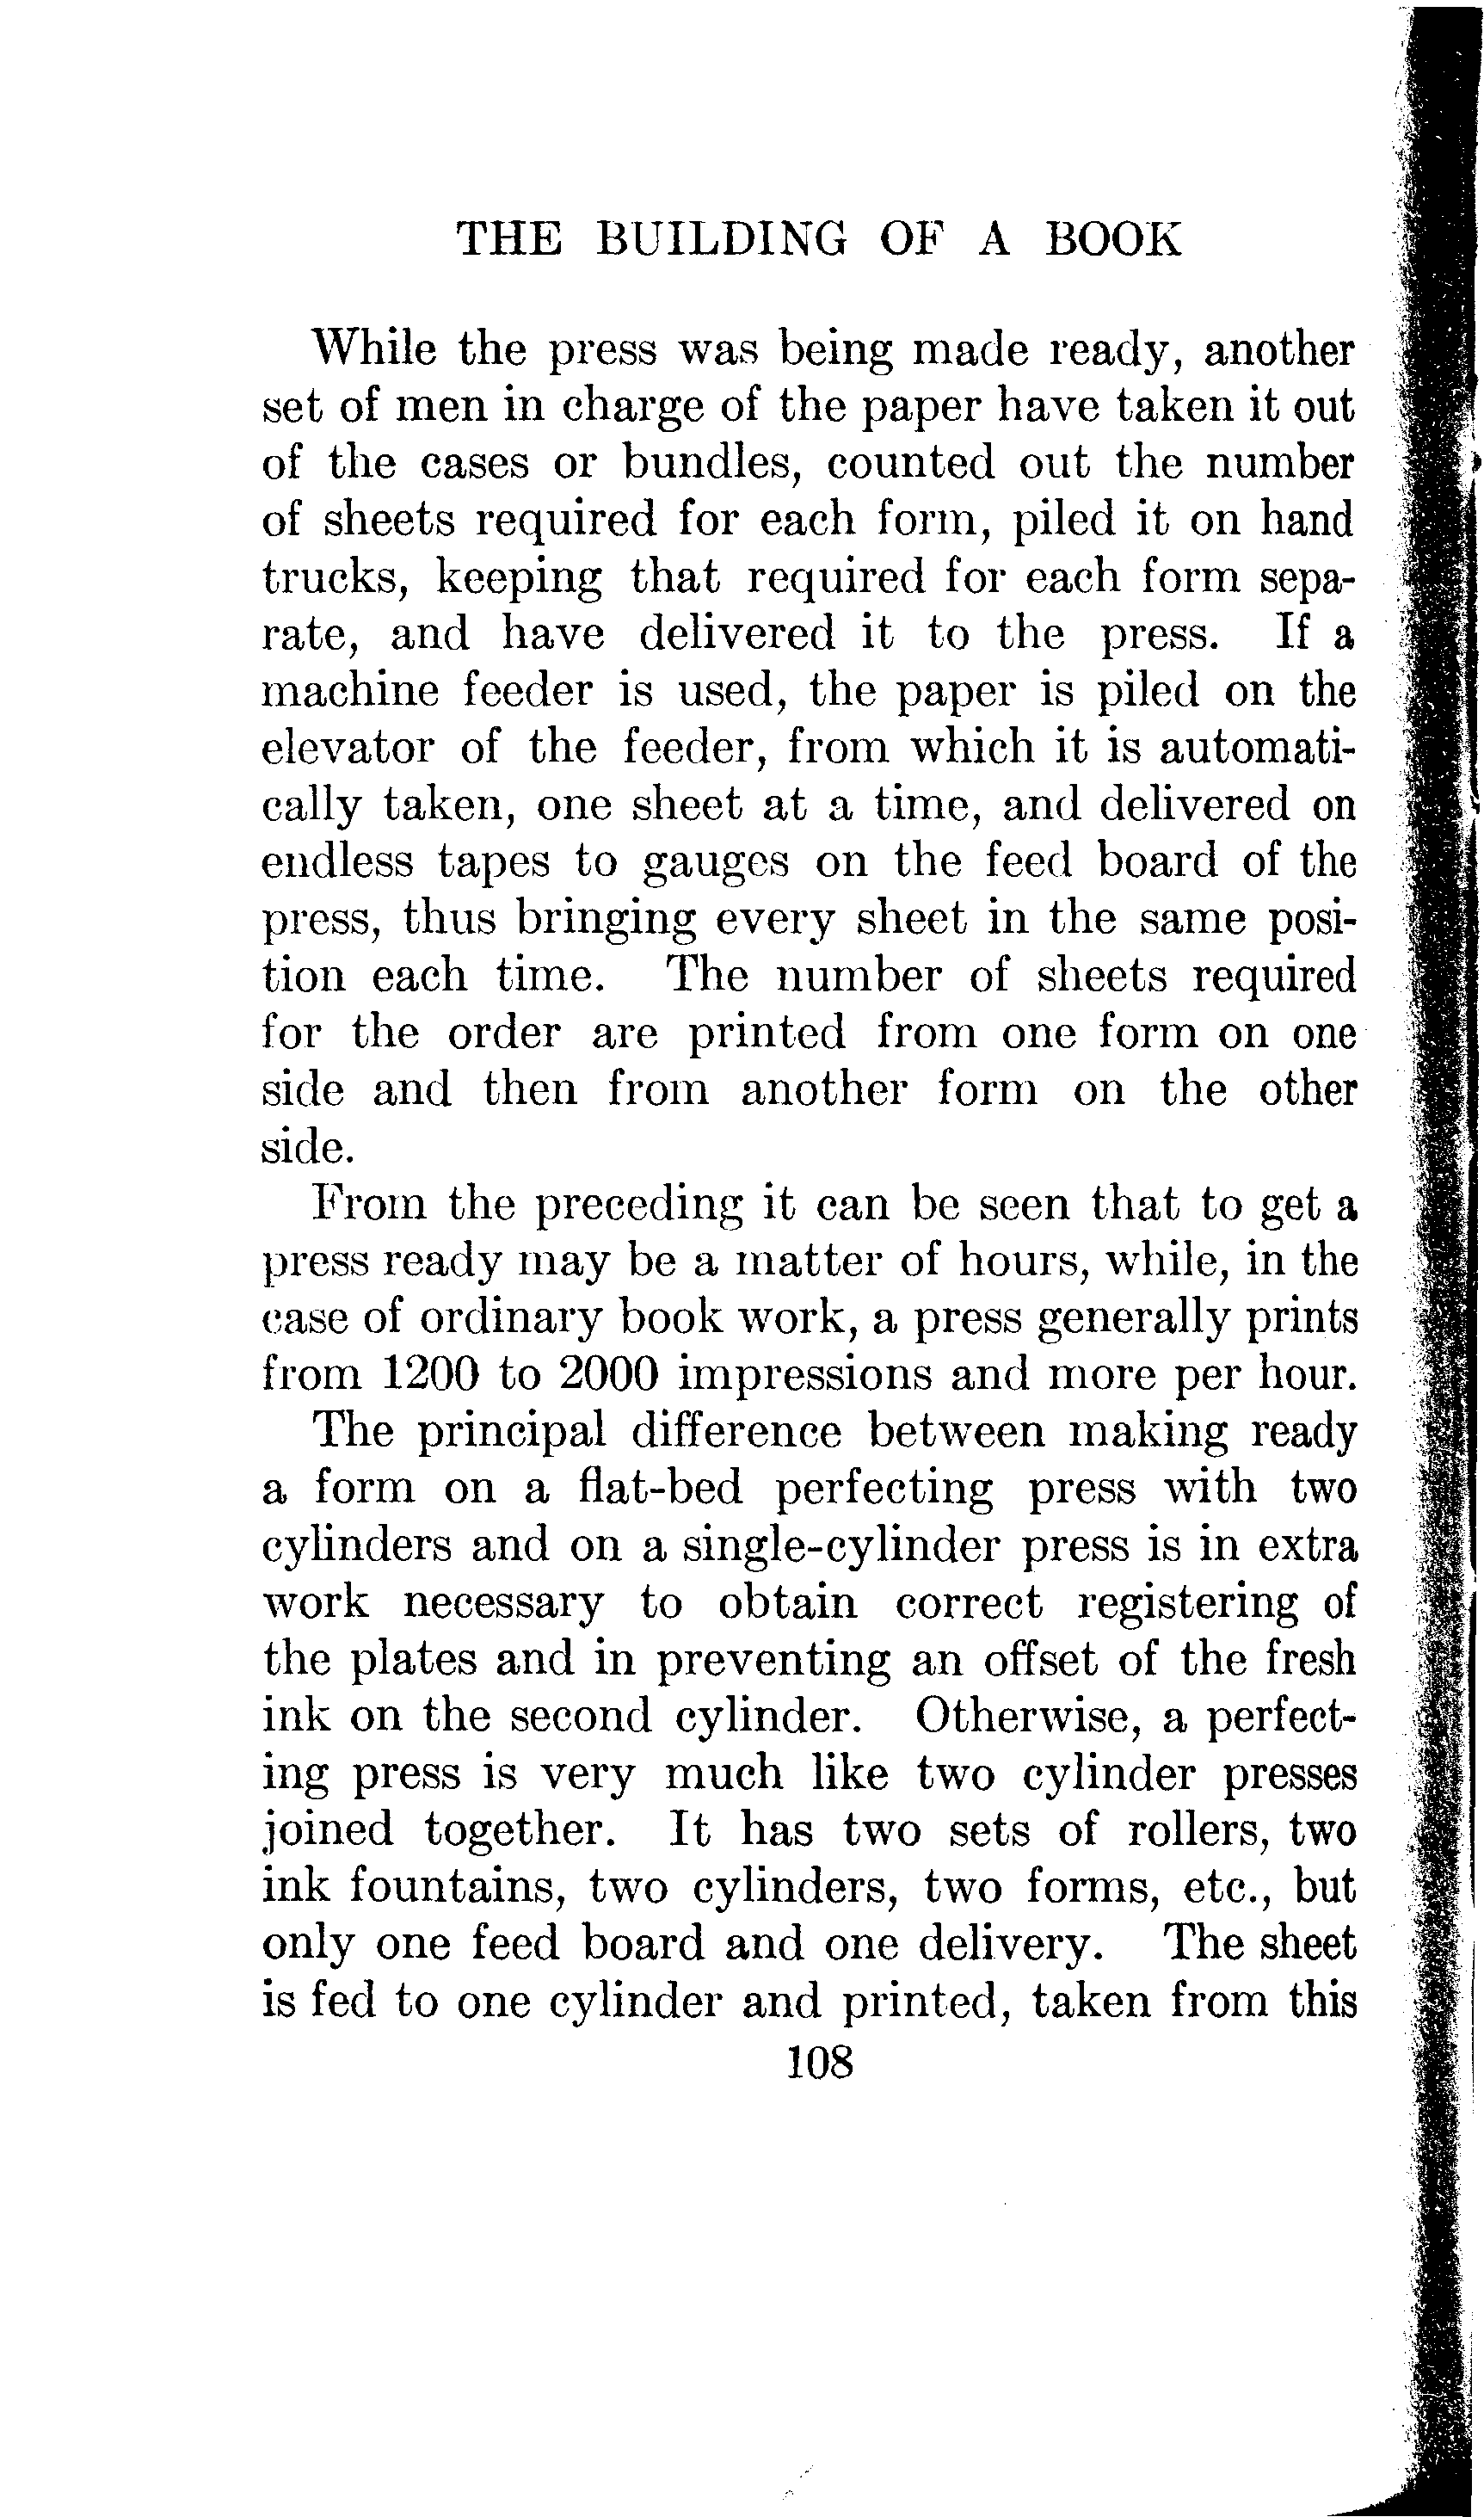 THE BUILDING OF A BOOK
While the press was being made ready, another
set of men in charge of the paper have taken it out
of the cases or bundles, counted out the number
of sheets required for each form, piled it on hand
trucks, keeping that required for each form sepa-
rate, and have delivered it to the press. If a
machine feeder is used, the paper is piled on the
elevator of the feeder, from which it is automati-
cally taken, one sheet at a time, and delivered on
endless tapes to gauges on the feed board of the
press, thus bringing every sheet in the same posi-
tion each time. The number of sheets required
for the order are printed from one form on one
side and then from another form on the other
side.
From the preceding it can be seen that to get a
press ready may be a matter of hours, while, in the
case of ordinary book work, a press generally prints
from 1200 to 2000 impressions and more per hour.
The principal difference between making ready
a form on a flat-bed perfecting press with two
cylinders and on a single-cylinder press is in extra
work necessary to obtain correct registering of
the plates and in preventing an offset of the fresh
ink on the second cylinder. Otherwise, a perfect-
ing press is very much like two cylinder presses
joined together. It has two sets of rollers, two
ink fountains, two cylinders, two forms, etc., but
only one feed board and one delivery. The sheet
is fed to one cylinder and printed, taken from this
108